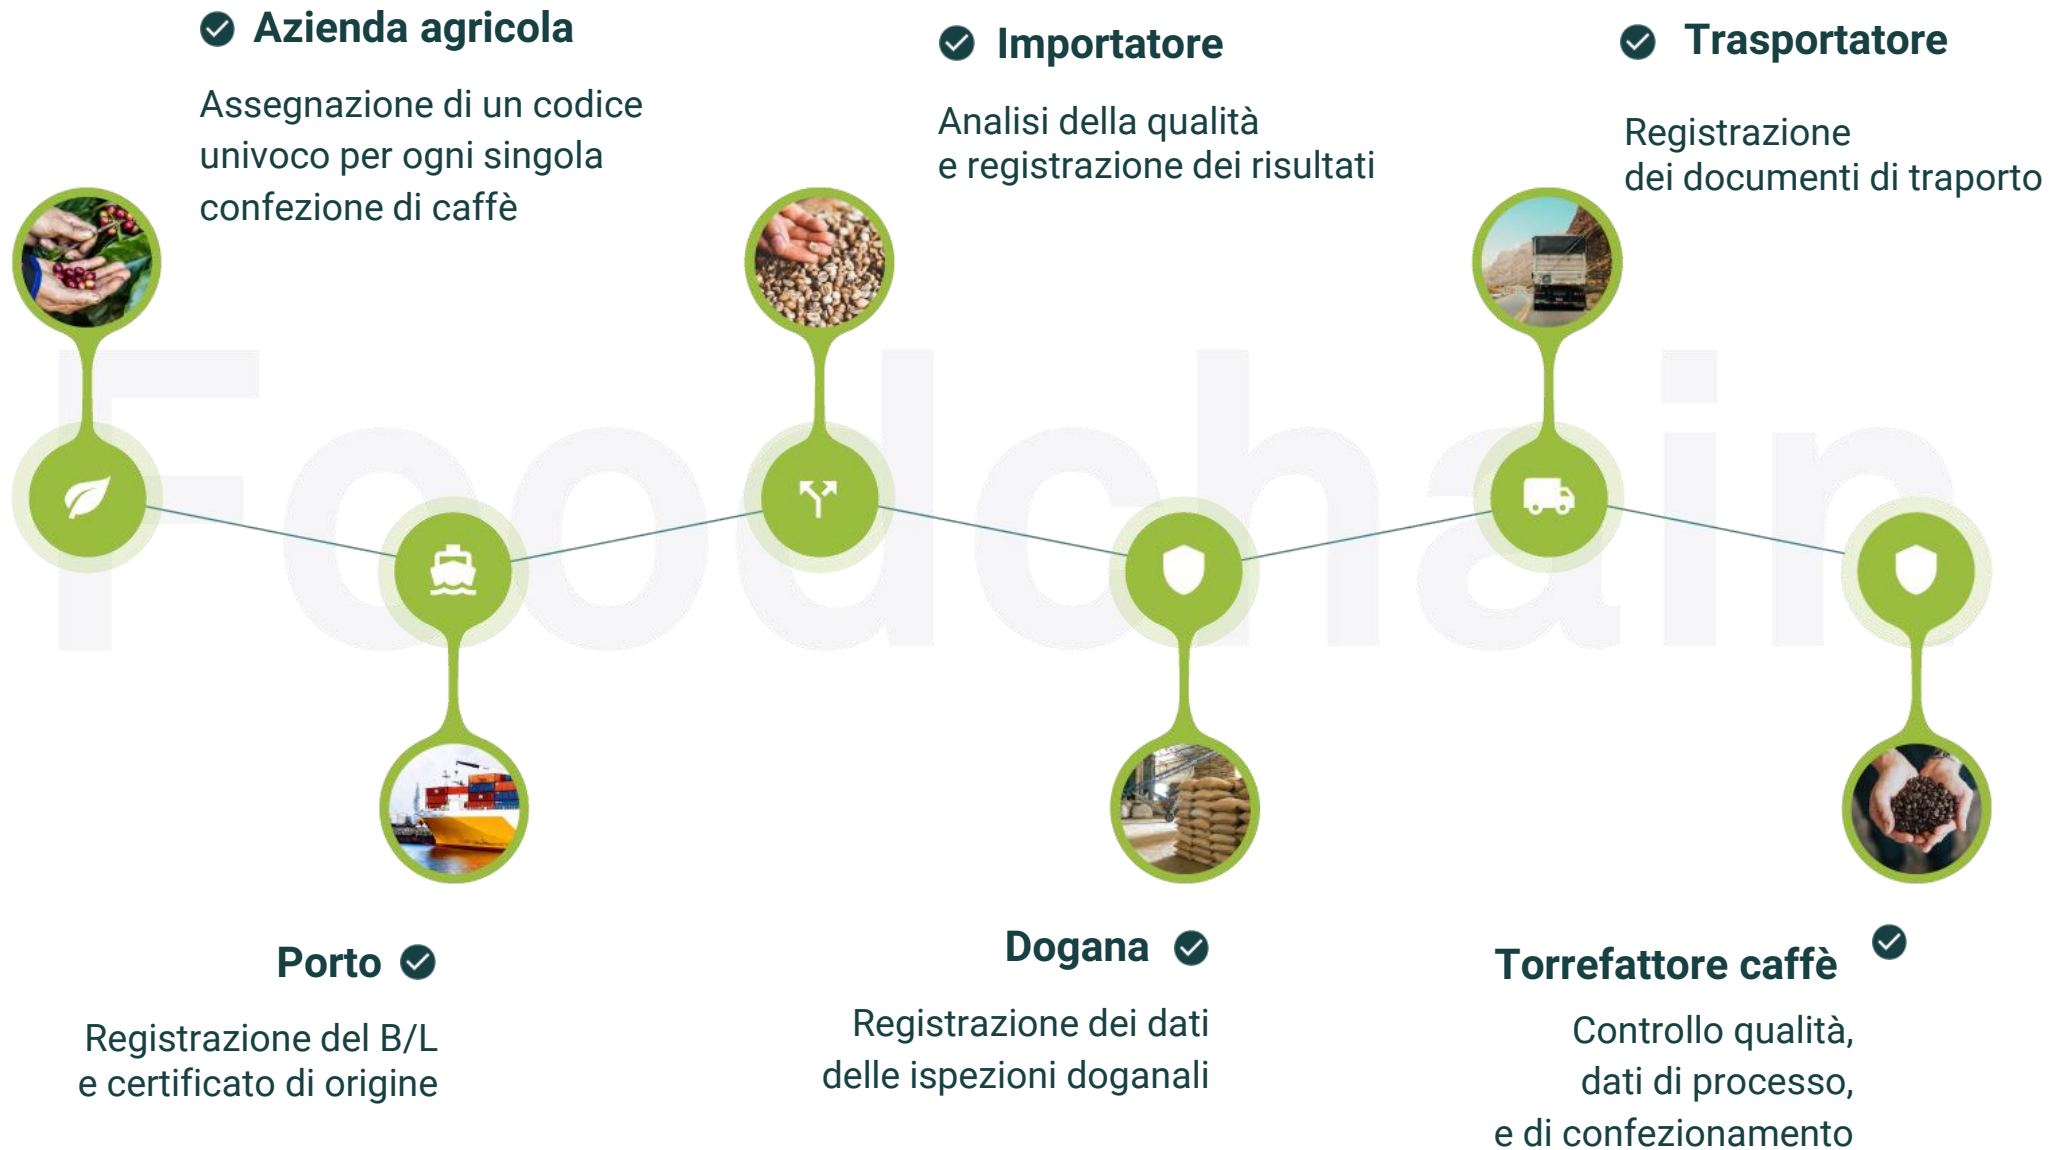 Azienda agricola
Assegnazione di un codice
univoco per ogni singola
confezione di caffè
Importatore
Analisi della qualità
e registrazione dei risultati
Trasportatore
Registrazione
dei documenti di traporto
Foodchain
Porto
Registrazione del B/L
e certificato di origine
Dogana
Registrazione dei dati
delle ispezioni doganali
Torrefattore caffè
Controllo qualità,
dati di processo,
e di confezionamento